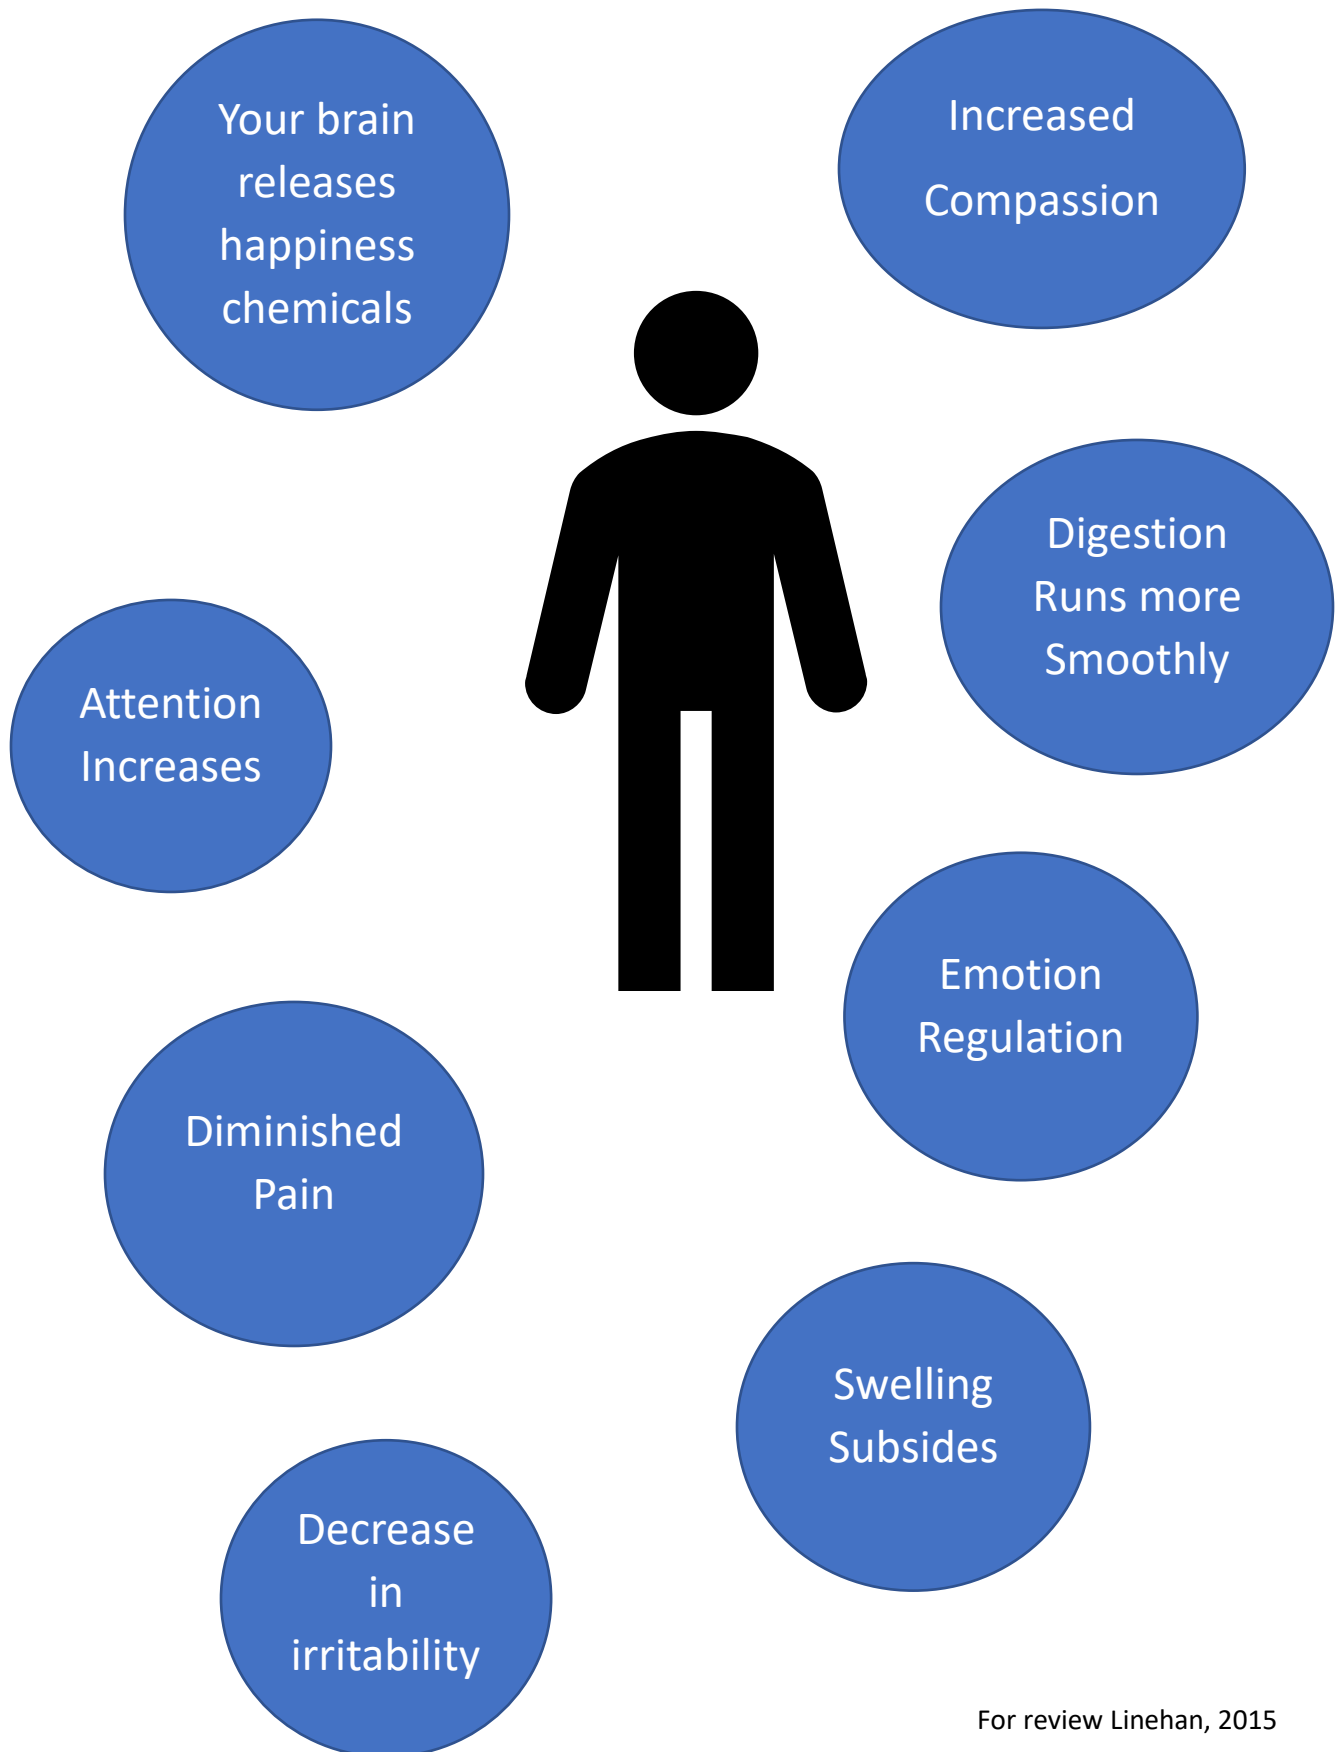 Your brain
releases
happiness
chemicals
Increased
Compassion
Digestion
Runs more
Smoothly
Attention
Increases
Emotion
Regulation
Diminished
Pain
Swelling
Subsides
Decrease
in
irritability
For review Linehan, 2015